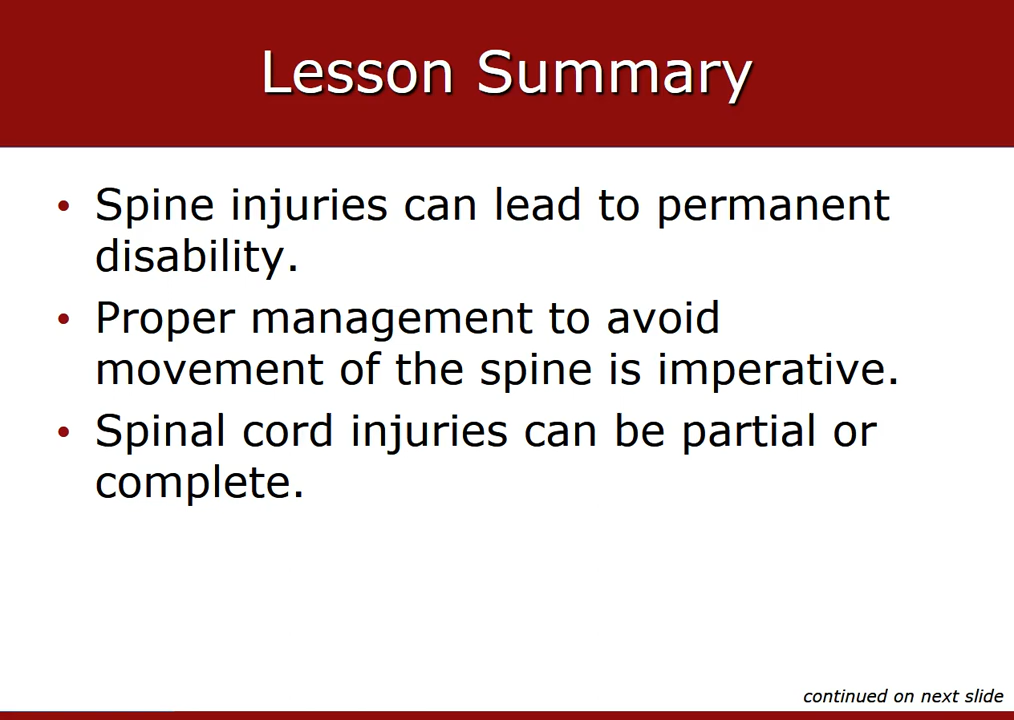 Lesson Summary
• Spine injuries can lead to permanent
disability.
• Proper management to avoid
movement of the spine is imperative.
• Spinal cord injuries can be partial or
complete.
continued on next slide